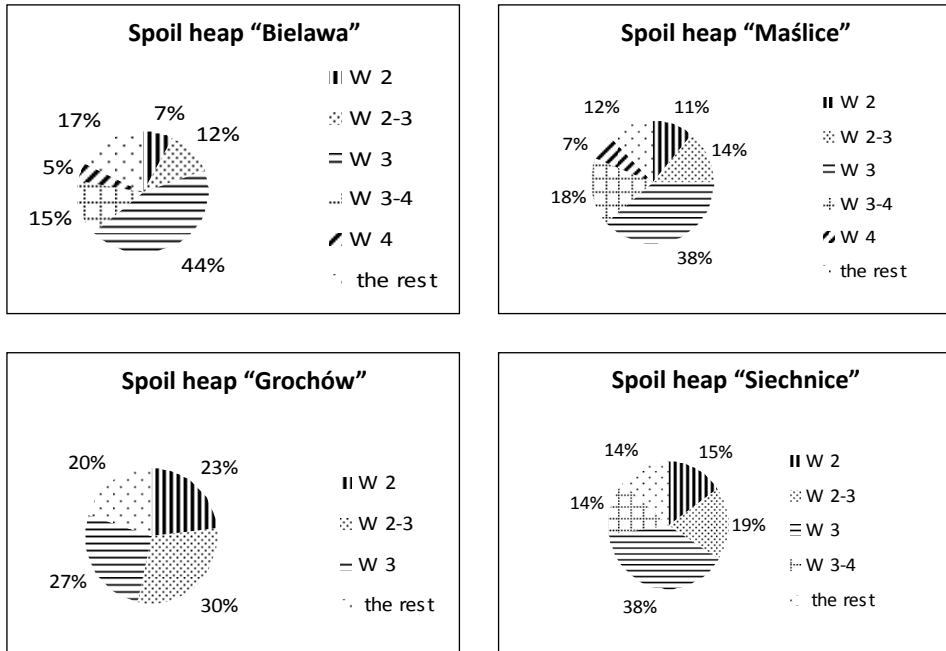 Spoil heap “Bielawa”
W 2
W 2-3
W 3
W 3-4
W 4
the rest
7%
12%
44%
15%
5%
17%
Spoil heap “Maślice”
W 2
W 2-3
W 3
W 3-4
W 4
the rest
11%
14%
38%
18%
7%
12%
Spoil heap “Grochów”
W 2
W 2-3
W 3
the rest
23%
30%
27%
20%
Spoil heap “Siechnice”
W 2
W 2-3
W 3
W 3-4
the rest
15%
19%
38%
14%
14%